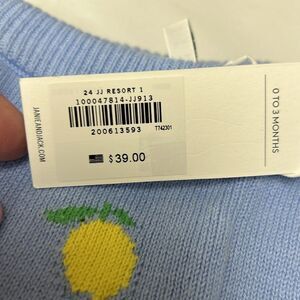 24 JJ RESORT 1
100047814-JJ913
200613593
T742301
$39.00
JANIEANDJACK.COM
0 TO 3 MONTHS